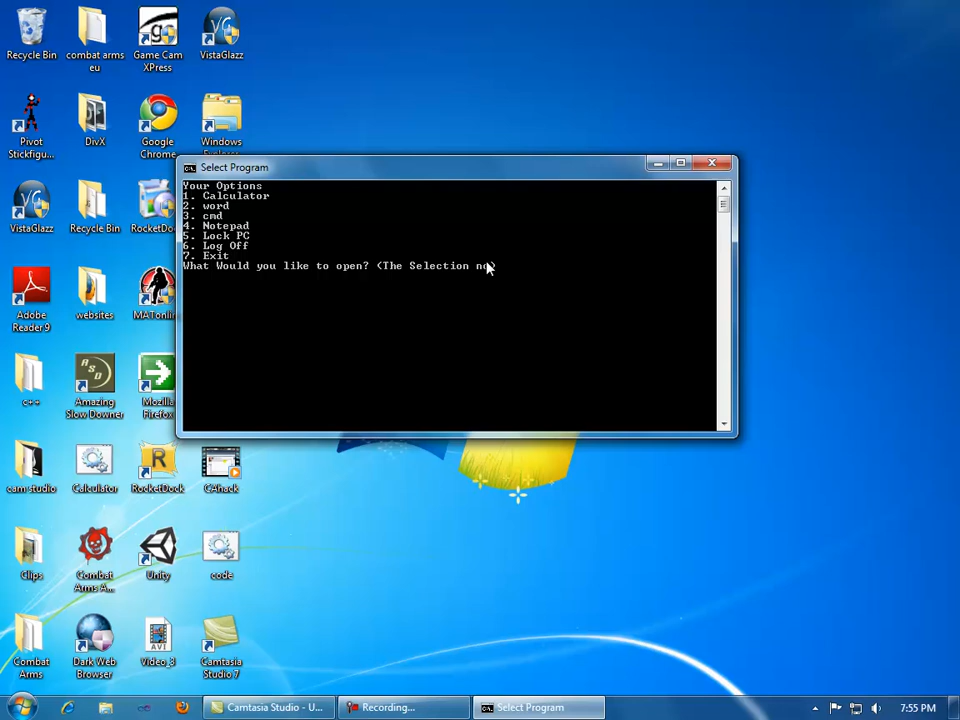 Recycle Bin
combat arms eu
Game Cam XPress
VistaGlazz
Pivot Stickfigu...
DivX
Google Chrome
Windows
VistaGlazz
Recycle Bin
RocketDo
Adobe Reader 9
websites
MATonlin
c++
Amazing Slow Downer
Mozilla Firefox
cam studio
Calculator
RocketDock
CAhack
Clips
Combat Arms A...
Unity
code
Combat Arms
Dark Web Browser
Video_8
Camtasia Studio 7
Select Program
Your Options
1. Calculator
2. word
3. cmd
4. Notepad
5. Lock PC
6. Log Off
7. Exit
What Would you like to open? (The Selection no)
Camtasia Studio - U...
Recording...
Select Program
7:55 PM